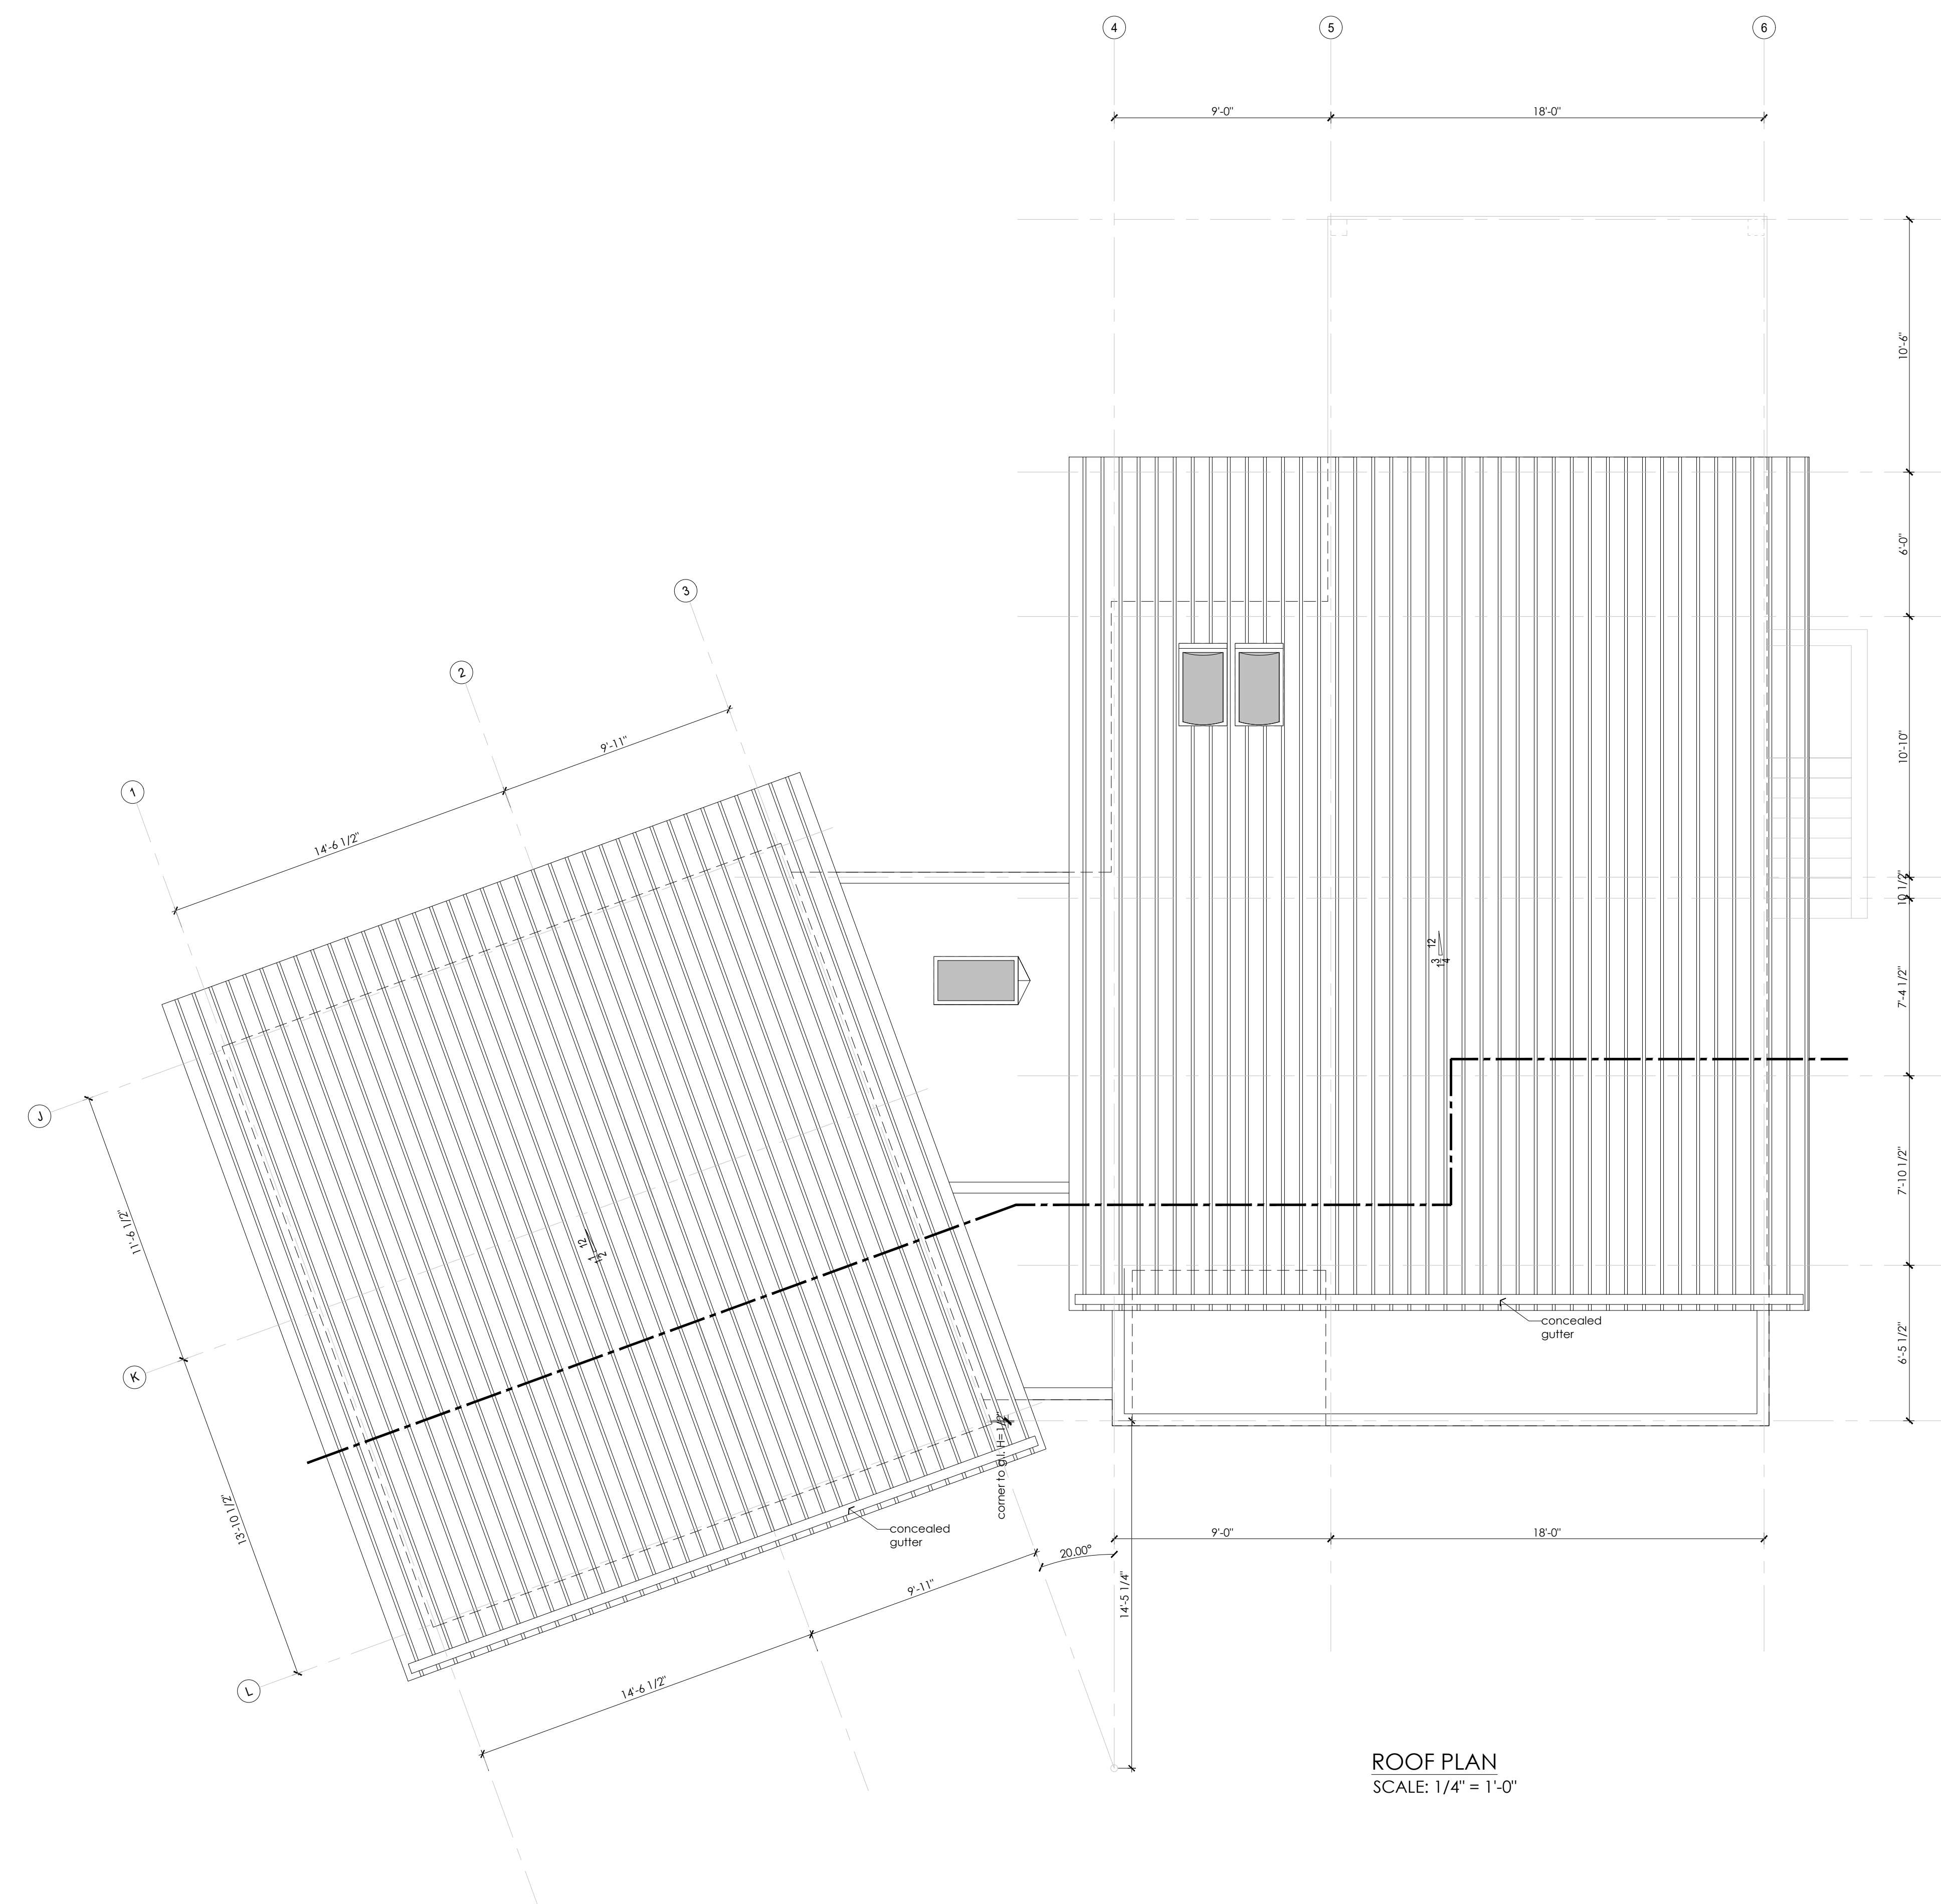 4
5
6
9'-0"
18'-0"
10'-6"
6'-0"
3
2
9'-11"
10'-10"
1
14'-6 1/2"
10 1/2"
12
1 3/4
7'-4 1/2"
J
11'-6 1/2"
12
1 1/2
7'-10 1/2"
concealed
gutter
6'-5 1/2"
K
corner to g.l. H= 1/2"
13'-10 1/2"
concealed
gutter
9'-0"
18'-0"
20.00°
9'-11"
14'-5 1/4"
L
14'-6 1/2"
ROOF PLAN
SCALE: 1/4" = 1'-0"